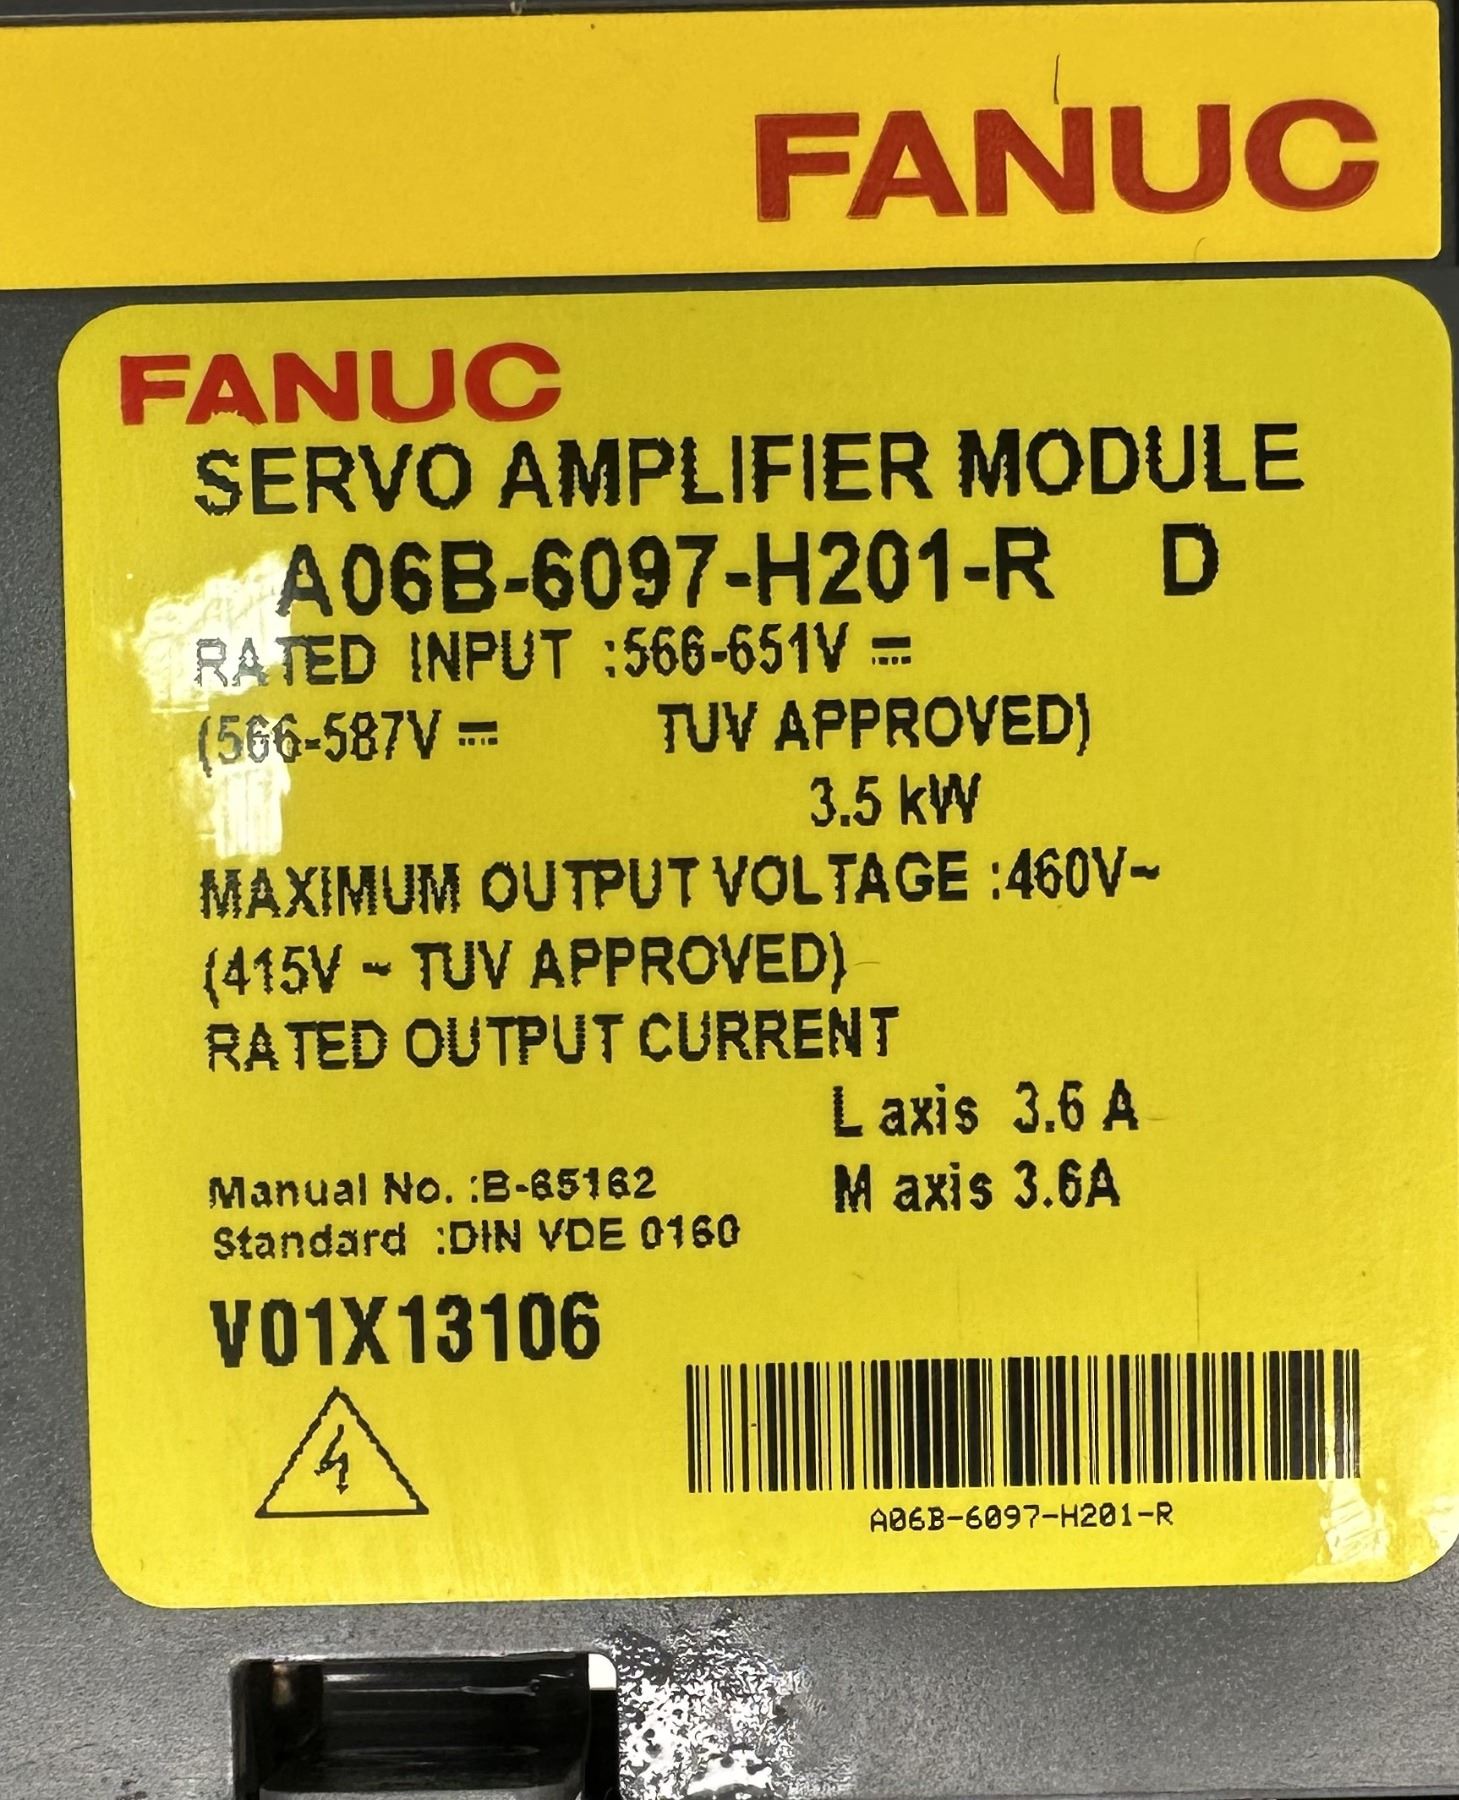 FANUC
FANUC
SERVO AMPLIFIER MODULE
A06B-6097-H201-R D
RATED INPUT :566-651V ⎓
(566-587V ⎓ TUV APPROVED)
3.5 kW
MAXIMUM OUTPUT VOLTAGE :460V~
(415V ~ TUV APPROVED)
RATED OUTPUT CURRENT
L axis 3.6 A
M axis 3.6A
Manual No. :B-65162
Standard :DIN VDE 0160
V01X13106
A06B-6097-H201-R